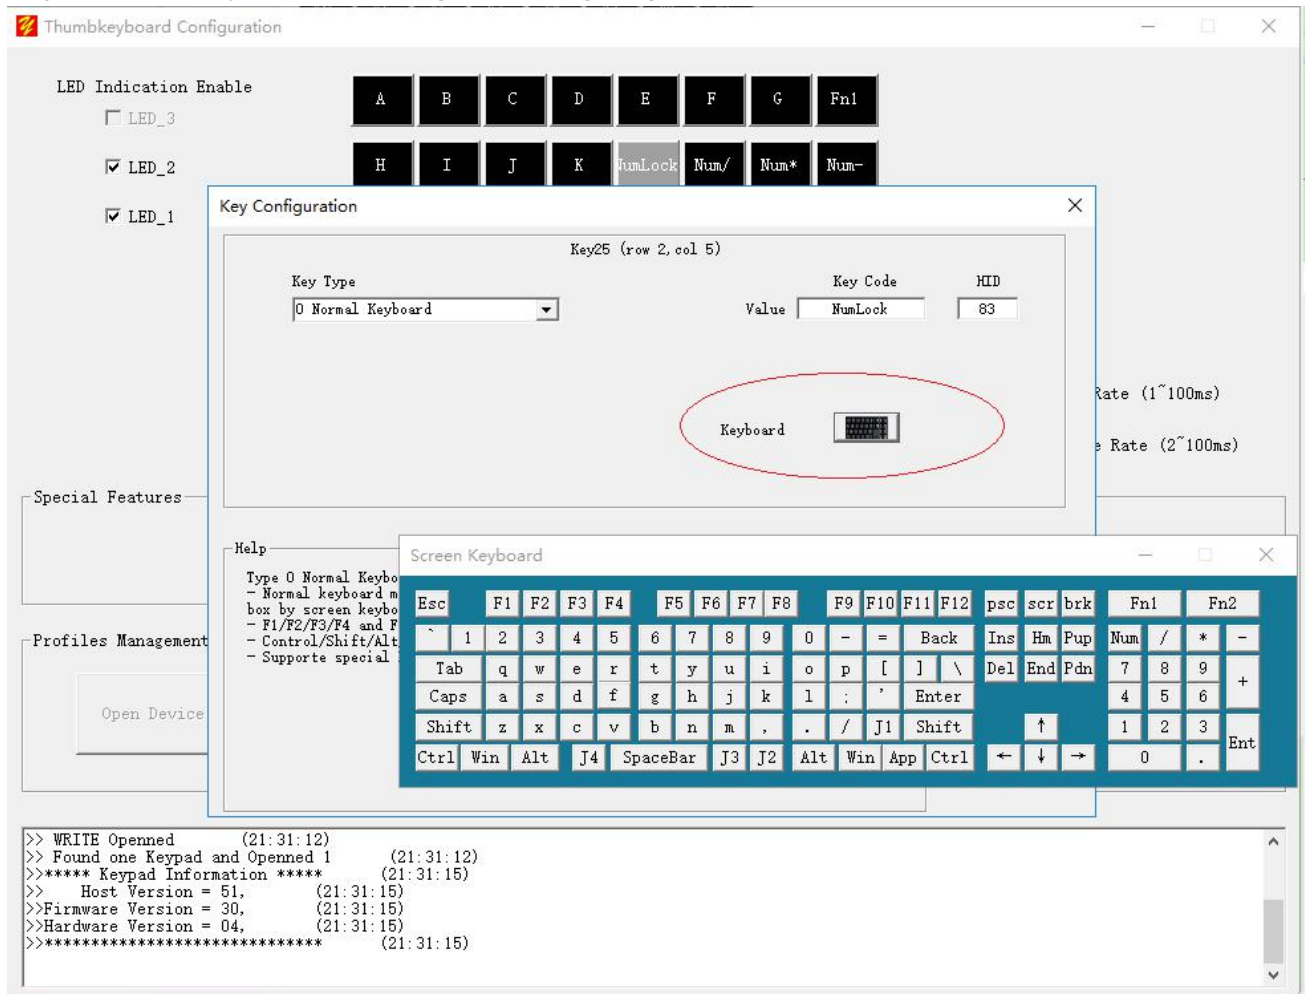 Thumbkeyboard Configuration
LED Indication Enable
LED_3
LED_2
LED_1
A B C D E F G Fn1
H I J K NumLock Num/ Num* Num-
Key Configuration
Key25 (row 2, col 5)
Key Type
Key Code HID
0 Normal Keyboard
Value NumLock 83
Keyboard
Rate (1~100ms)
Rate (2~100ms)
Special Features
Help
Type 0 Normal Keybo
- Normal keyboard m
box by screen keybo
- F1/F2/F3/F4 and F
- Control/Shift/Alt
- Supporte special
Screen Keyboard
Esc F1 F2 F3 F4 F5 F6 F7 F8 F9 F10 F11 F12 psc scr brk Fn1 Fn2
` 1 2 3 4 5 6 7 8 9 0 - = Back Ins Hm Pup Num / * -
Tab q w e r t y u i o p [ ] \ Del End Pdn 7 8 9 +
Caps a s d f g h j k l ; ' Enter 4 5 6
Shift z x c v b n m , . / J1 Shift ↑ 1 2 3 Ent
Ctrl Win Alt J4 SpaceBar J3 J2 Alt Win App Ctrl ← ↓ → 0 .
Profiles Management
Open Device
>> WRITE Openned (21:31:12)
>> Found one Keypad and Openned 1 (21:31:12)
>>***** Keypad Information ***** (21:31:15)
>> Host Version = 51, (21:31:15)
>>Firmware Version = 30, (21:31:15)
>>Hardware Version = 04, (21:31:15)
>>****************************** (21:31:15)